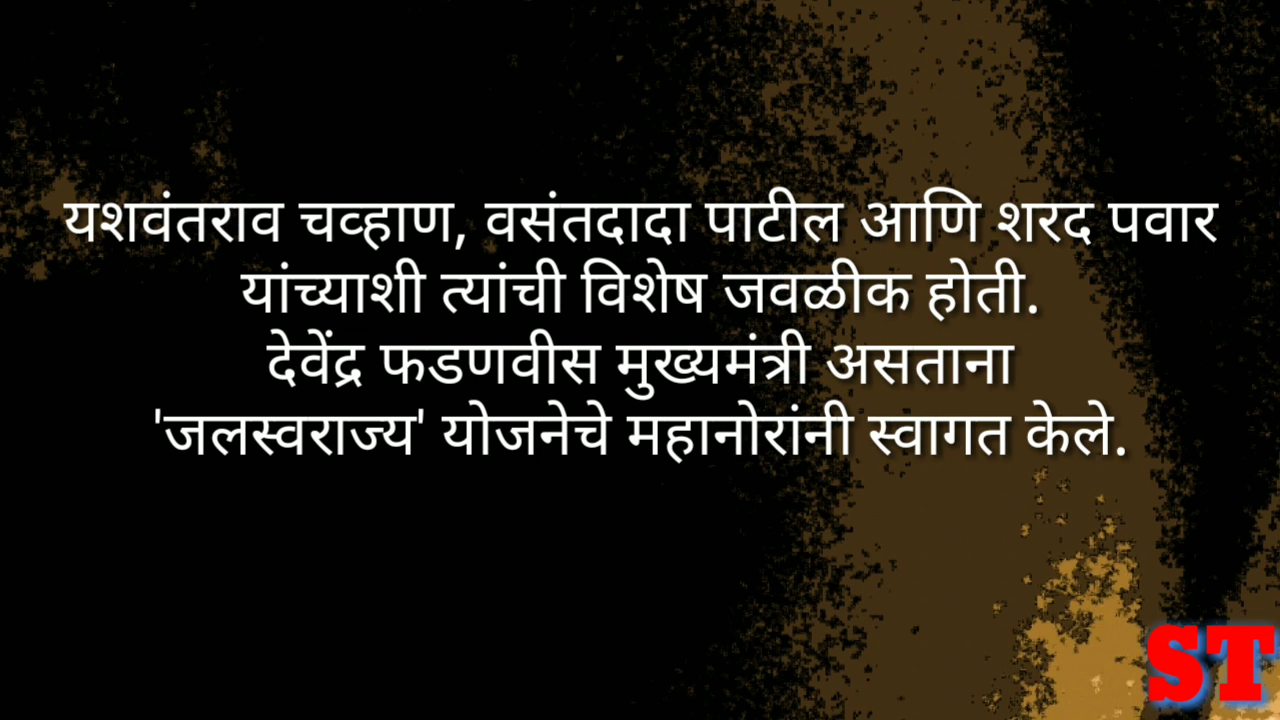 यशवंतराव चव्हाण, वसंतदादा पाटील आणि शरद पवार
यांच्याशी त्यांची विशेष जवळीक होती.
देवेंद्र फडणवीस मुख्यमंत्री असताना
'जलस्वराज्य' योजनेचे महानोरांनी स्वागत केले.
ST